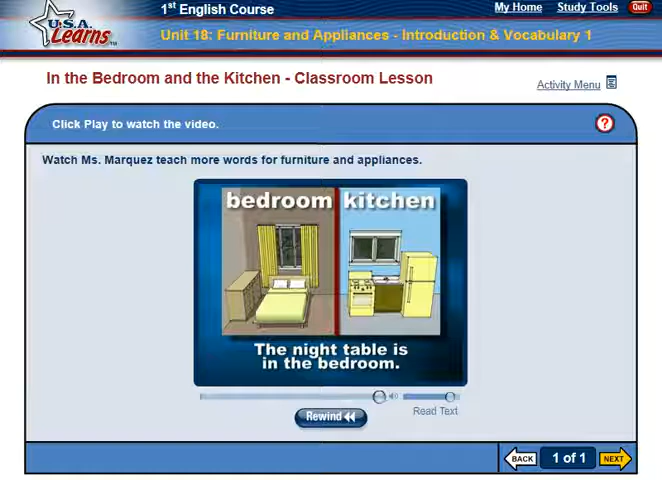 U.S.A.
Learns™
1st English Course
My Home
Study Tools
Quit
Unit 18: Furniture and Appliances - Introduction & Vocabulary 1
In the Bedroom and the Kitchen - Classroom Lesson
Activity Menu
Click Play to watch the video.
?
Watch Ms. Marquez teach more words for furniture and appliances.
bedroom
kitchen
The night table is
in the bedroom.
Rewind
Read Text
BACK
1 of 1
NEXT